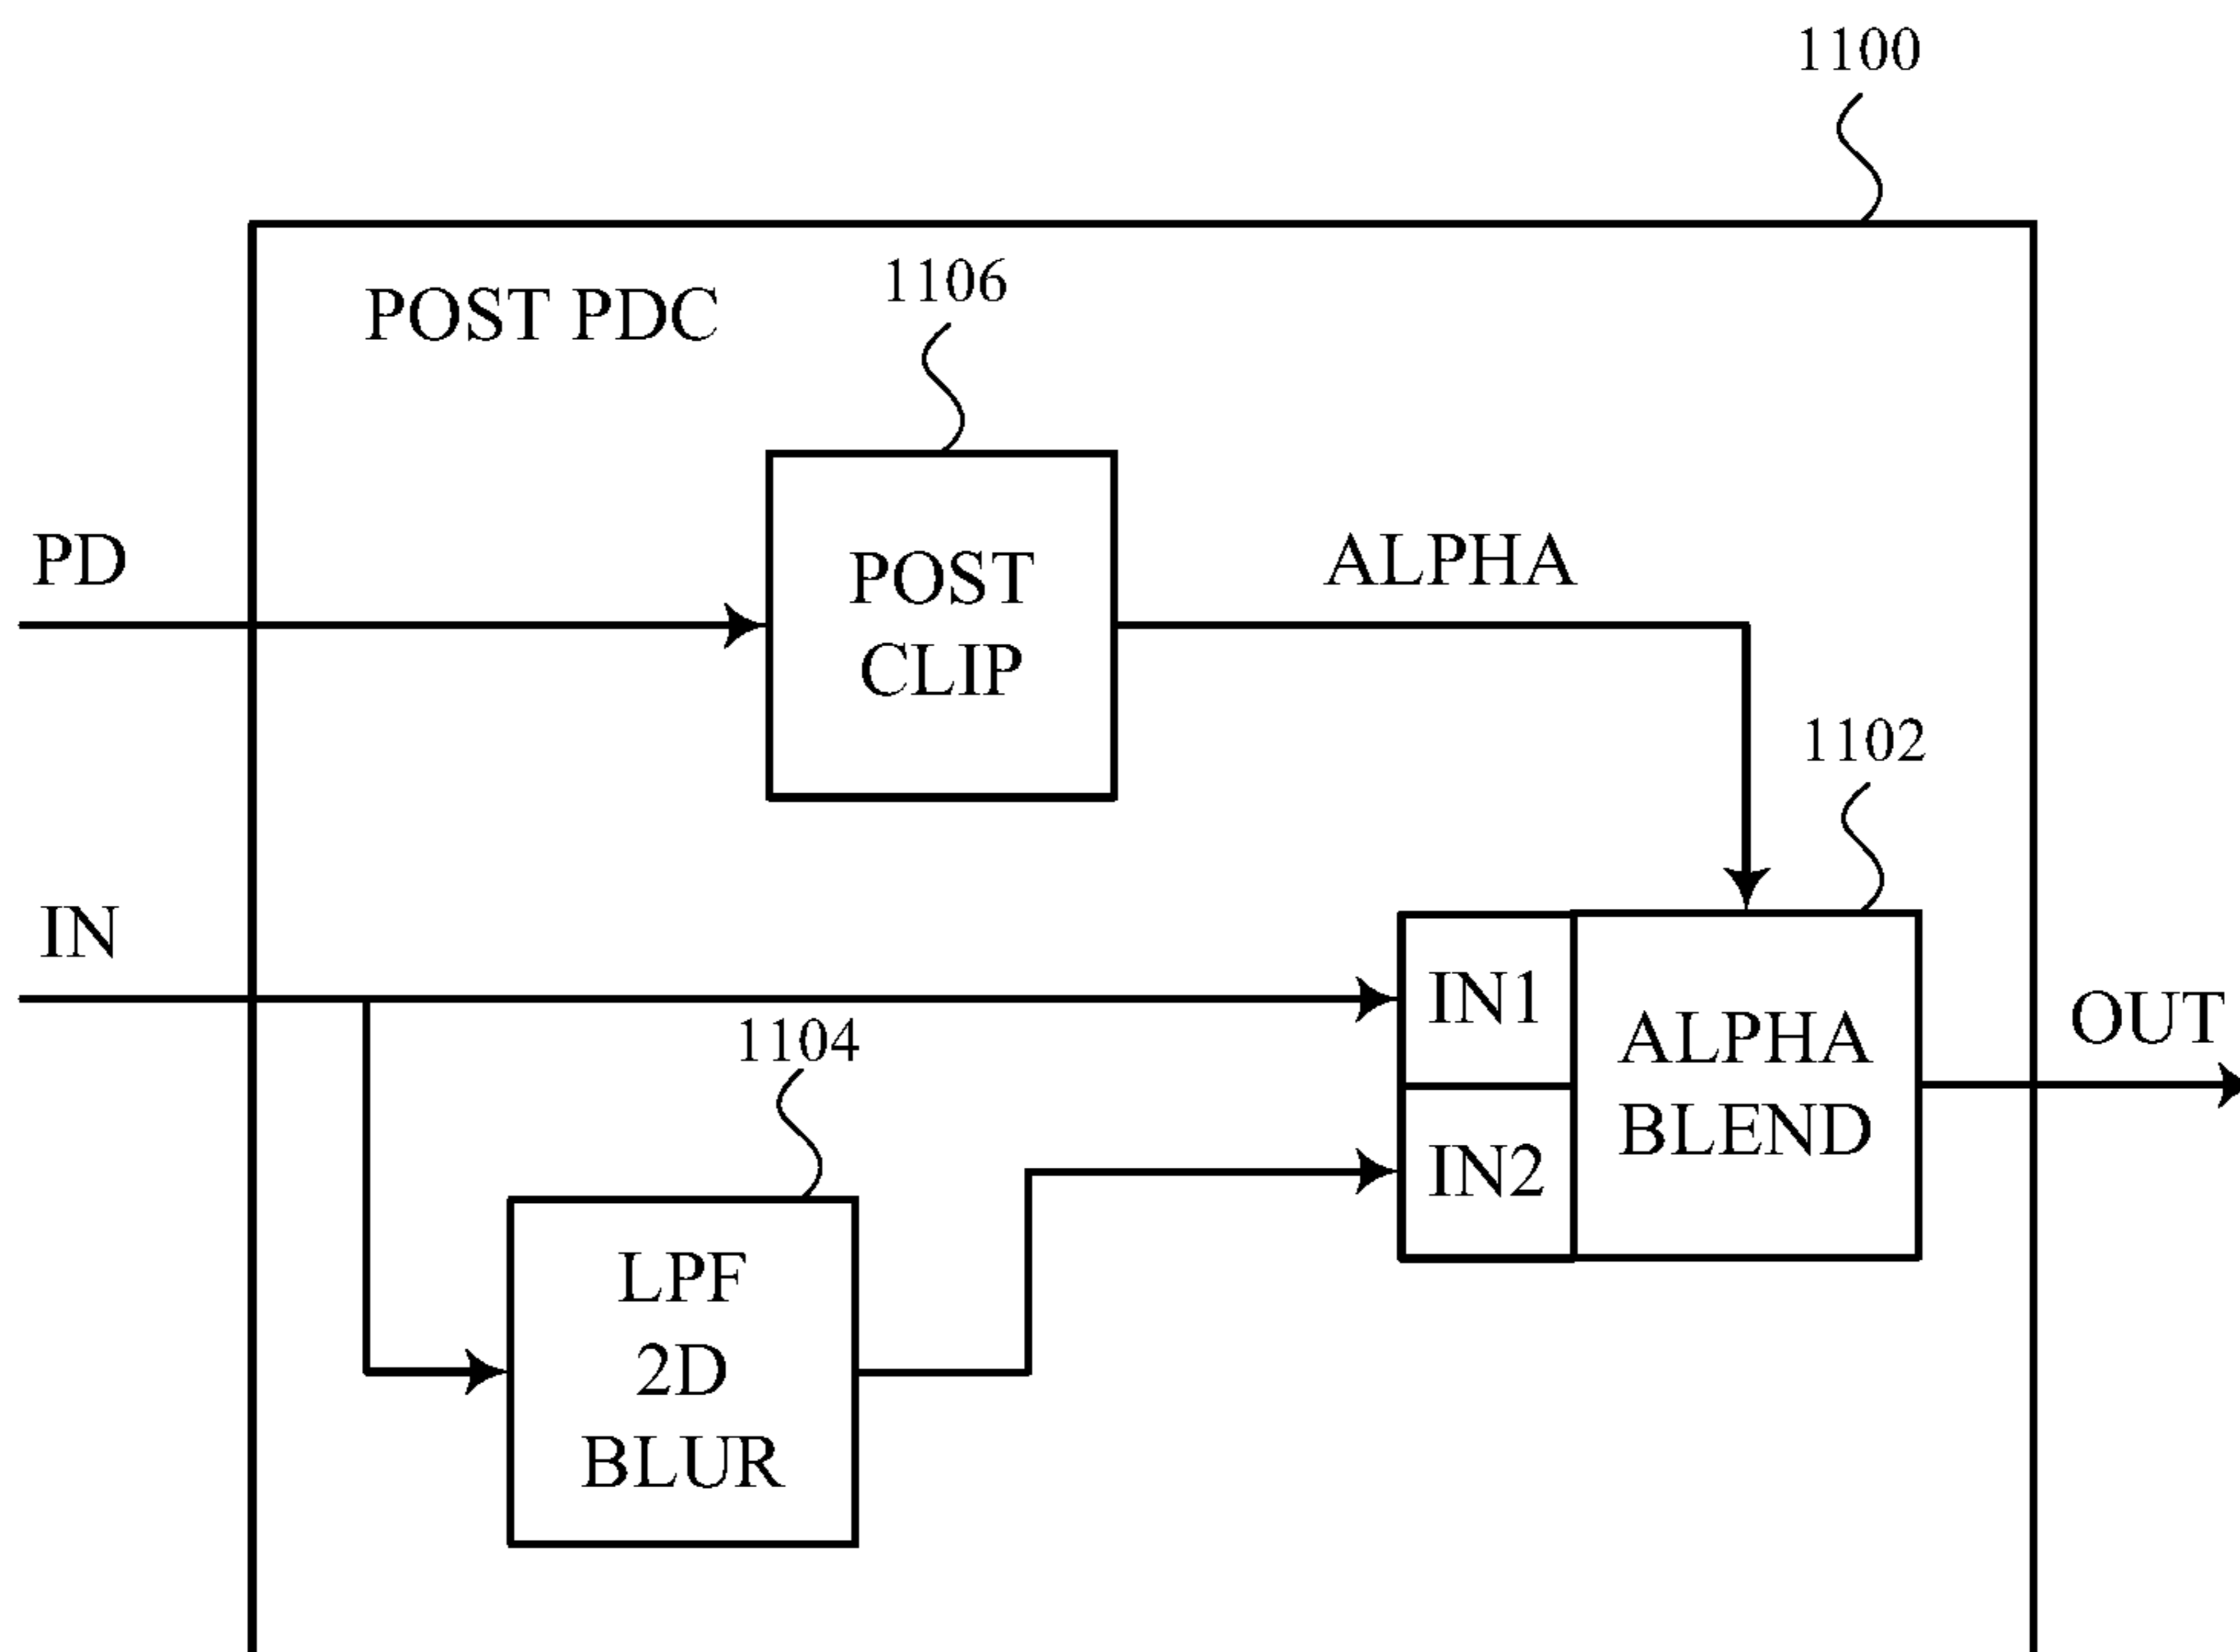 1100
POST PDC
1106
PD
POST
CLIP
ALPHA
1102
IN
IN1
IN2
ALPHA
BLEND
OUT
1104
LPF
2D
BLUR